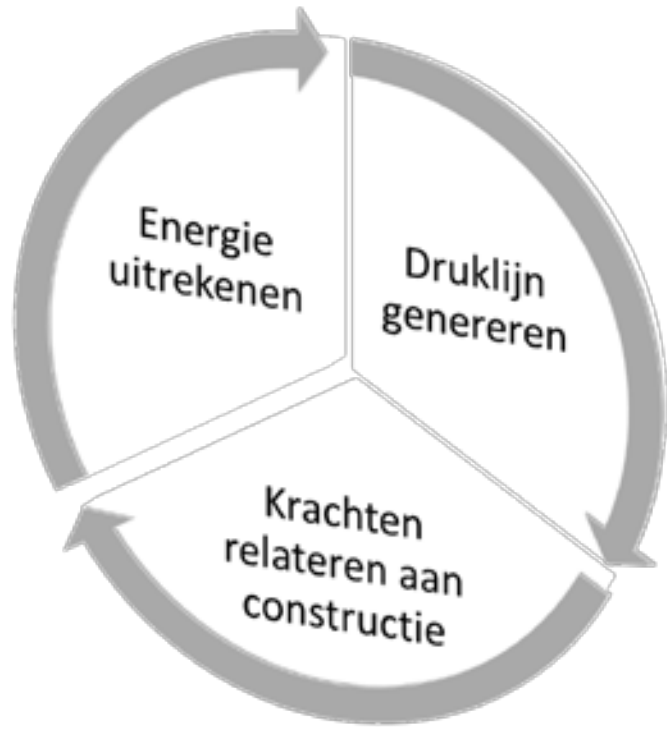 Energie
uitrekenen
Druklijn
genereren
Krachten
relateren aan
constructie